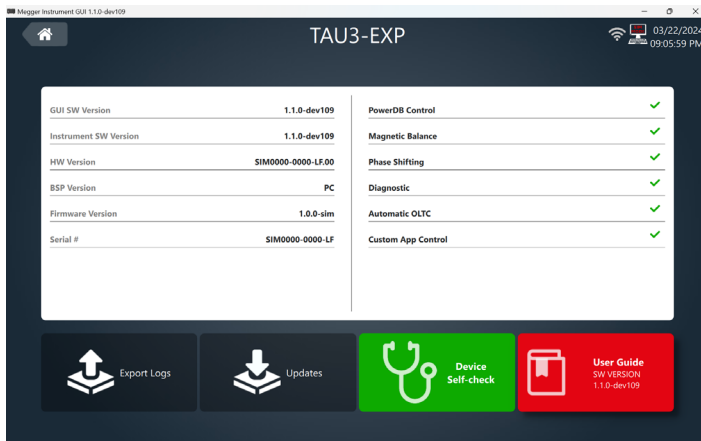 Megger Instrument GUI 1.1.0-dev109
TAU3-EXP
03/22/2024
09:05:59 PM
GUI SW Version 1.1.0-dev109
Instrument SW Version 1.1.0-dev109
HW Version SIM0000-0000-LF.00
BSP Version PC
Firmware Version 1.0.0-sim
Serial # SIM0000-0000-LF
PowerDB Control
Magnetic Balance
Phase Shifting
Diagnostic
Automatic OLTC
Custom App Control
Export Logs
Updates
Device
Self-check
User Guide
SW VERSION
1.1.0-dev109